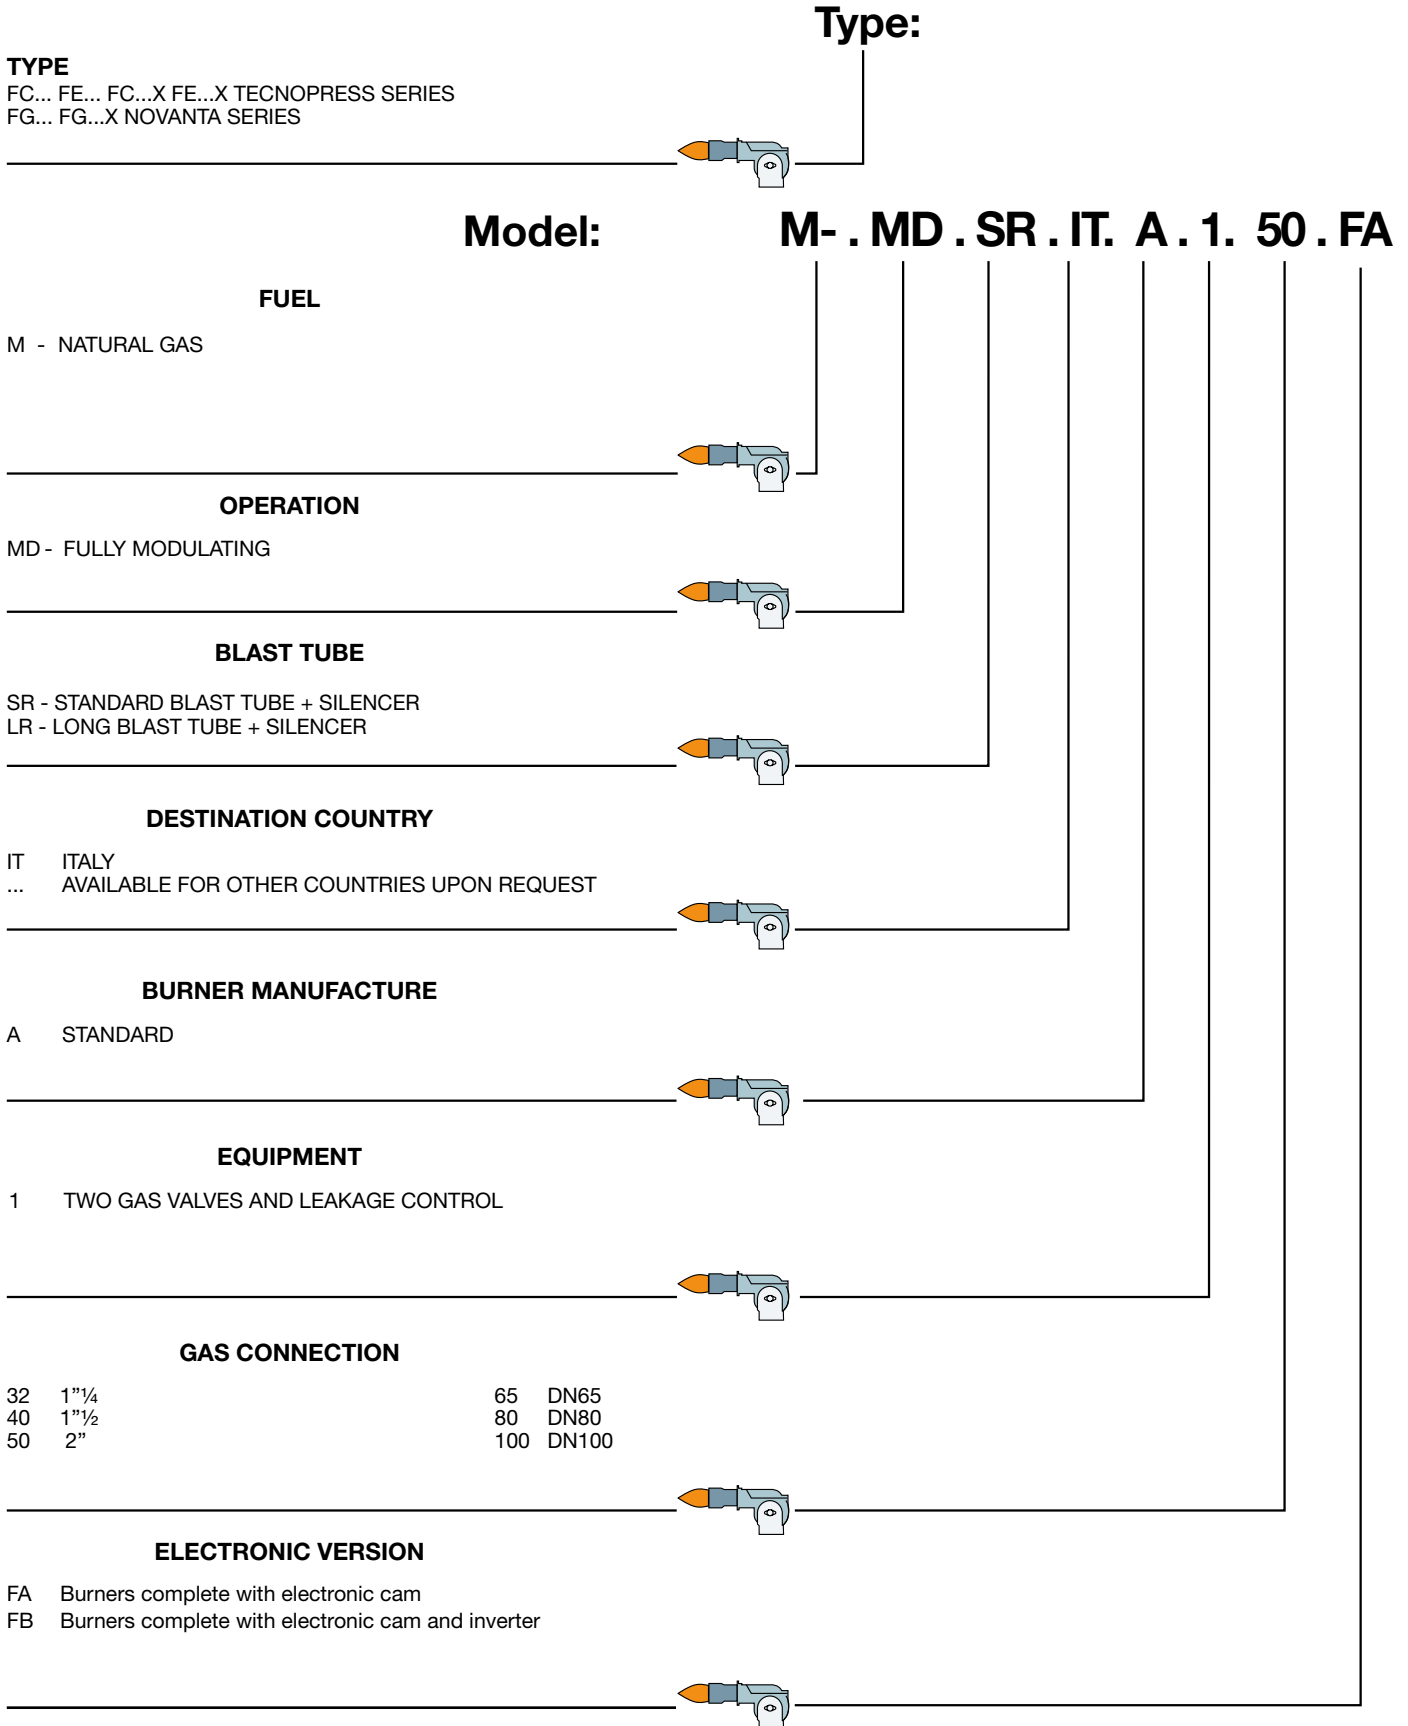 Type:
TYPE
FC... FE... FC...X FE...X TECNOPRESS SERIES
FG... FG...X NOVANTA SERIES
Model: M- . MD . SR . IT. A . 1. 50 . FA
FUEL
M - NATURAL GAS
OPERATION
MD - FULLY MODULATING
BLAST TUBE
SR - STANDARD BLAST TUBE + SILENCER
LR - LONG BLAST TUBE + SILENCER
DESTINATION COUNTRY
IT ITALY
... AVAILABLE FOR OTHER COUNTRIES UPON REQUEST
BURNER MANUFACTURE
A STANDARD
EQUIPMENT
1 TWO GAS VALVES AND LEAKAGE CONTROL
GAS CONNECTION
32 1”¼ 65 DN65
40 1”½ 80 DN80
50 2” 100 DN100
ELECTRONIC VERSION
FA Burners complete with electronic cam
FB Burners complete with electronic cam and inverter